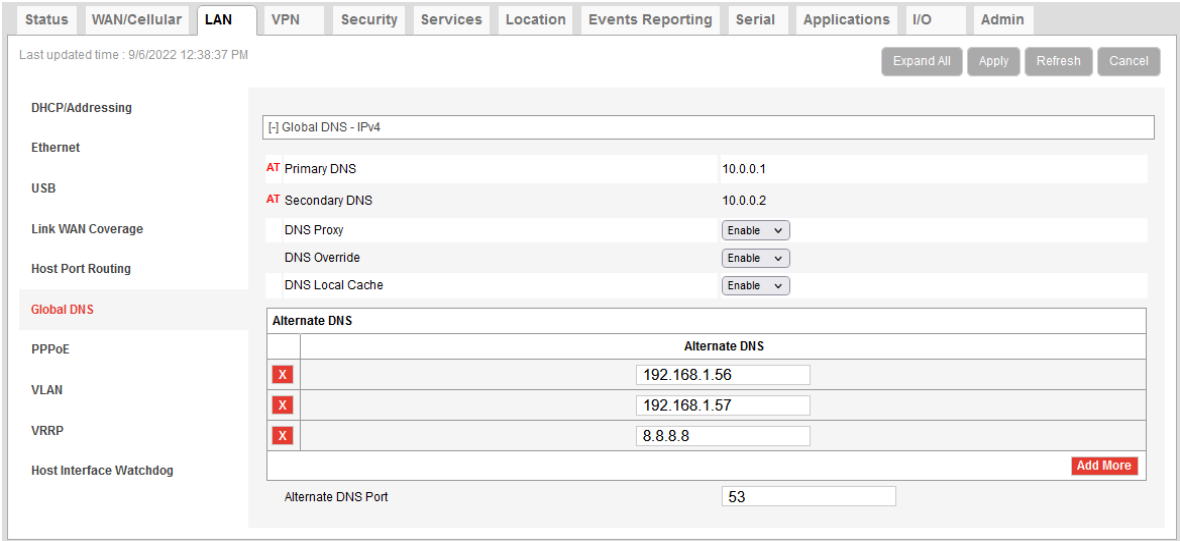 Status WAN/Cellular LAN VPN Security Services Location Events Reporting Serial Applications I/O Admin
Last updated time : 9/6/2022 12:38:37 PM
Expand All Apply Refresh Cancel
DHCP/Addressing
Ethernet
USB
Link WAN Coverage
Host Port Routing
Global DNS
PPPoE
VLAN
VRRP
Host Interface Watchdog
[-] Global DNS - IPv4
AT Primary DNS 10.0.0.1
AT Secondary DNS 10.0.0.2
DNS Proxy Enable
DNS Override Enable
DNS Local Cache Enable
Alternate DNS
Alternate DNS
X 192.168.1.56
X 192.168.1.57
X 8.8.8.8
Add More
Alternate DNS Port 53